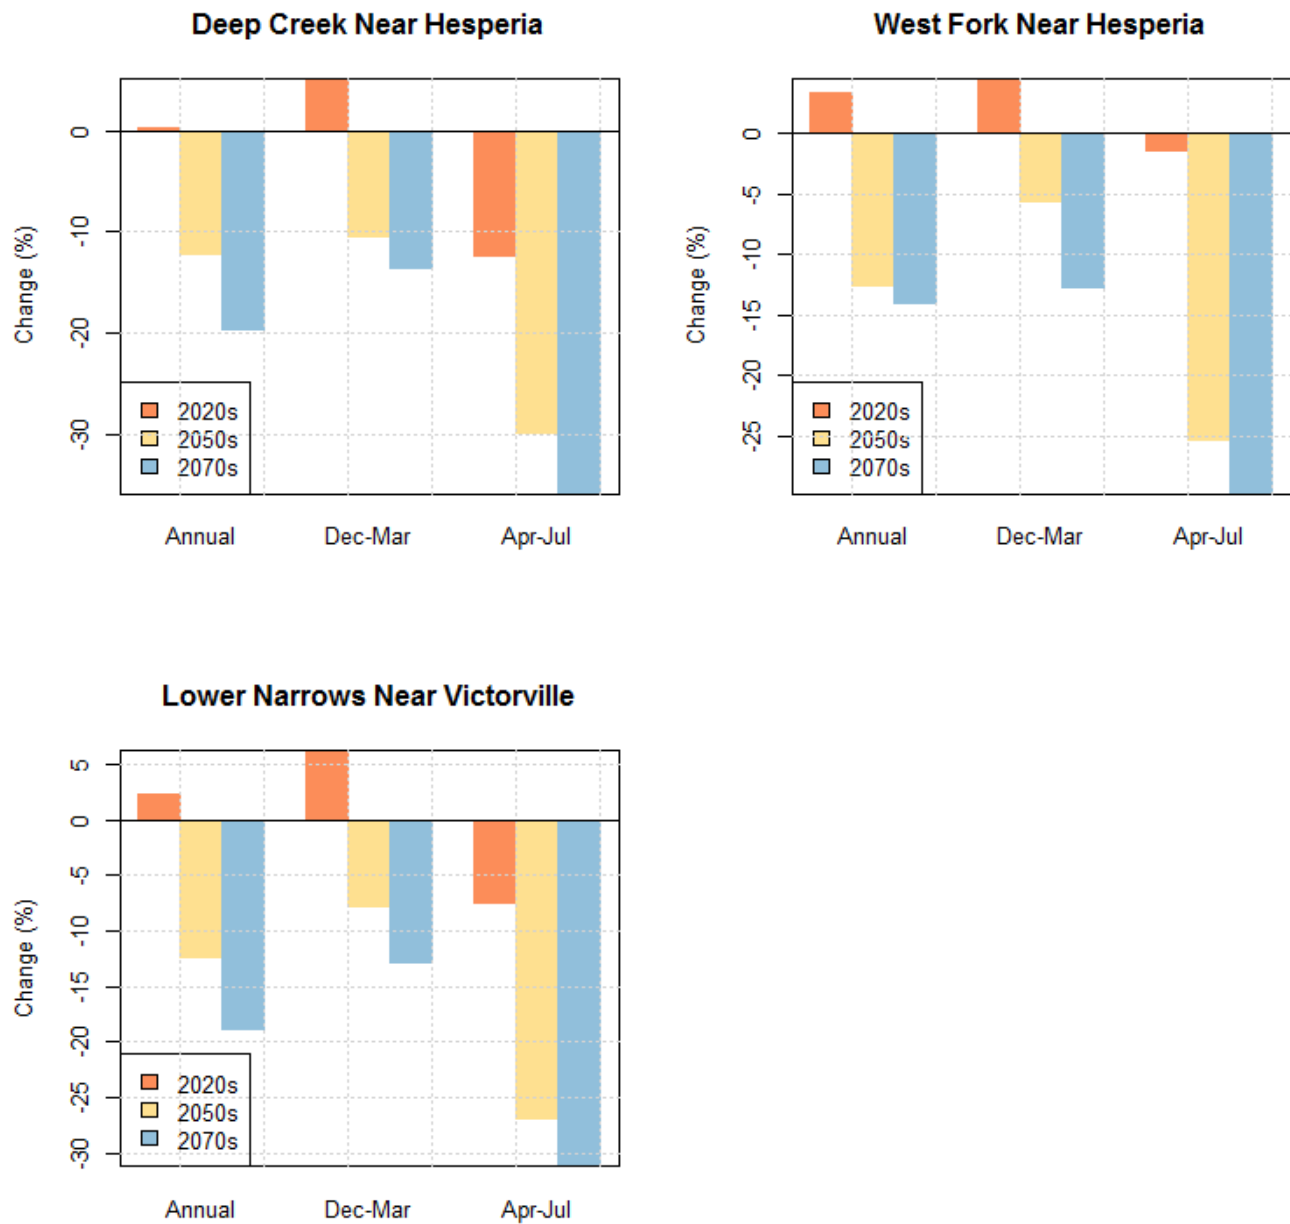 Deep Creek Near Hesperia
Change (%)
0
-10
-20
-30
2020s
2050s
2070s
Annual Dec-Mar Apr-Jul
West Fork Near Hesperia
Change (%)
0
-5
-10
-15
-20
-25
2020s
2050s
2070s
Annual Dec-Mar Apr-Jul
Lower Narrows Near Victorville
Change (%)
5
0
-5
-10
-15
-20
-25
-30
2020s
2050s
2070s
Annual Dec-Mar Apr-Jul